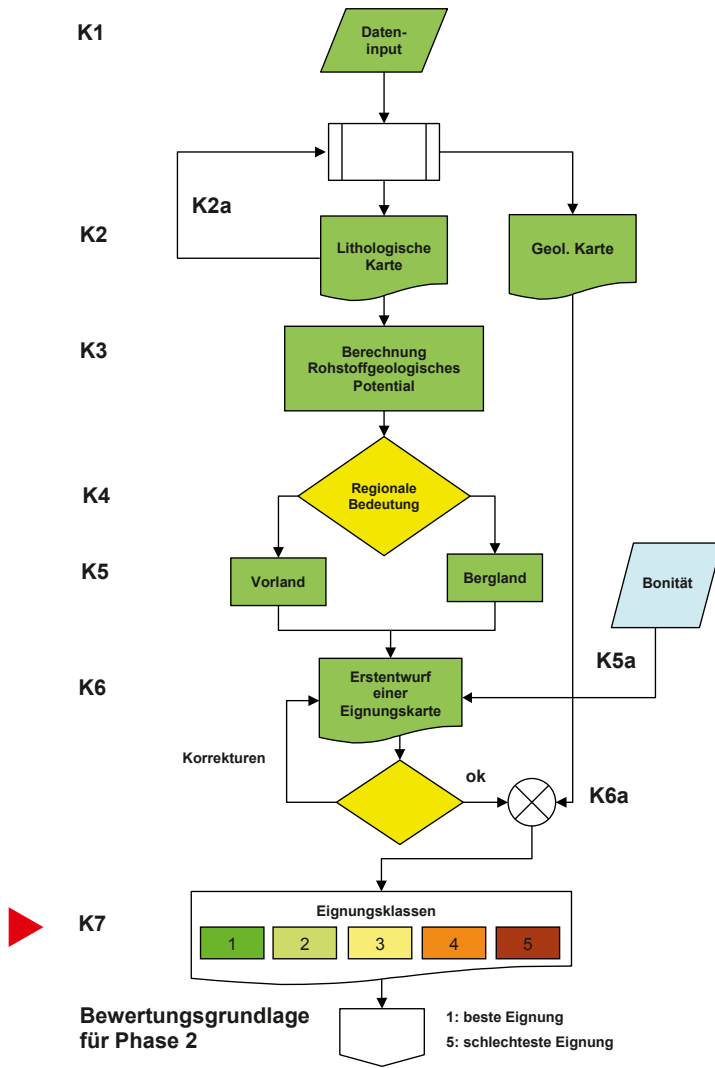 K1
Daten-
input
K2a
K2
Lithologische
Karte
Geol. Karte
K3
Berechnung
Rohstoffgeologisches
Potential
K4
Regionale
Bedeutung
K5
Vorland
Bergland
Bonität
K5a
K6
Erstentwurf
einer
Eignungskarte
Korrekturen
ok
K6a
K7
Eignungsklassen
1 2 3 4 5
Bewertungsgrundlage
für Phase 2
1: beste Eignung
5: schlechteste Eignung